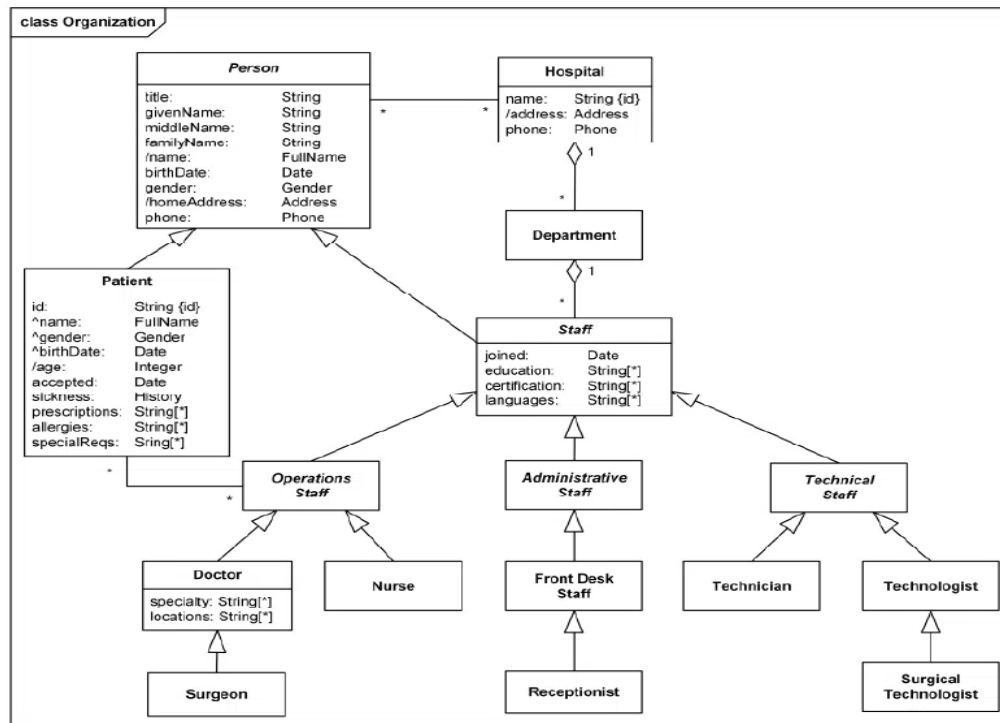 class Organization
Person
title: String
givenName: String
middleName: String
familyName: String
/name: FullName
birthDate: Date
gender: Gender
/homeAddress: Address
phone: Phone
Hospital
name: String {id}
/address: Address
phone: Phone
*
*
1
*
Department
1
*
Patient
id: String {id}
^name: FullName
^gender: Gender
^birthDate: Date
/age: Integer
accepted: Date
sickness: History
prescriptions: String[*]
allergies: String[*]
specialReqs: Sring[*]
Staff
joined: Date
education: String[*]
certification: String[*]
languages: String[*]
*
*
Operations
Staff
Administrative
Staff
Technical
Staff
Doctor
specialty: String[*]
locations: String[*]
Nurse
Front Desk
Staff
Technician
Technologist
Surgeon
Receptionist
Surgical
Technologist